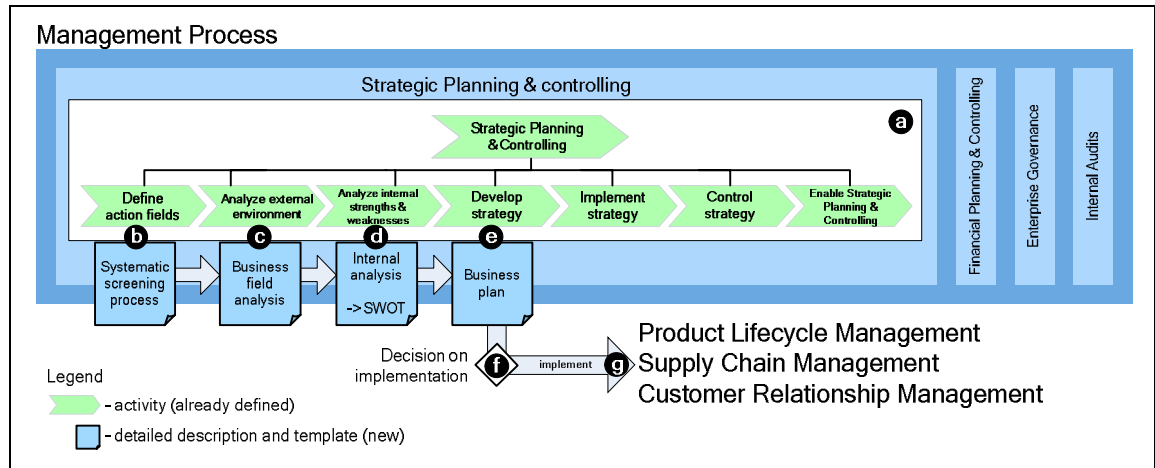 Management Process
Strategic Planning & controlling
a
Strategic Planning
&Controlling
Define
action fields
Analyze external
environment
Analyze internal
strengths &
weaknesses
Develop
strategy
Implement
strategy
Control
strategy
Enable Strategic
Planning &
Controlling
b
c
d
e
Systematic
screening
process
Business
field
analysis
Internal
analysis
-> SWOT
Business
plan
Financial Planning & Controlling
Enterprise Governance
Internal Audits
Decision on
implementation
f
implement
g
Product Lifecycle Management
Supply Chain Management
Customer Relationship Management
Legend
- activity (already defined)
- detailed description and template (new)